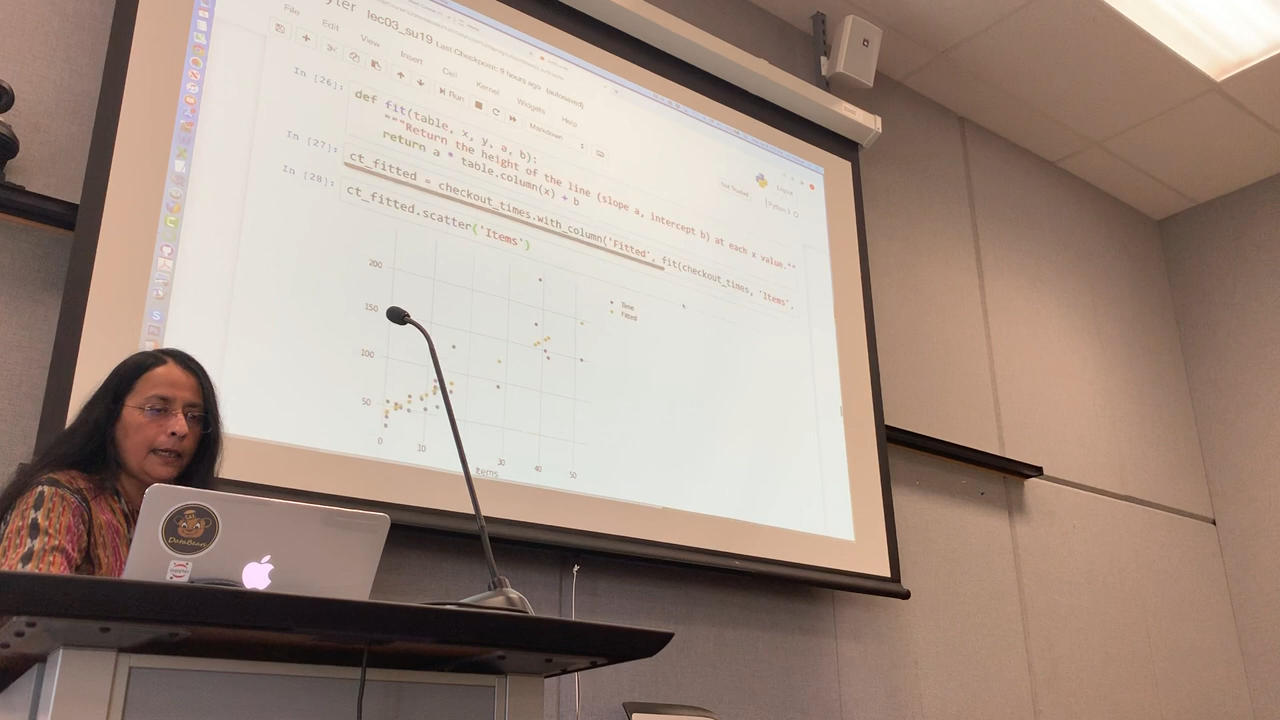 yter lec03_su19 Last Checkpoint: 9 hours ago (autosaved)
File Edit View Insert Cell Kernel Widgets Help
Not Trusted
Python 3
Logout
Run
Markdown
In [26]:
def fit(table, x, y, a, b):
"""Return the height of the line (slope a, intercept b) at each x value.""
return a * table.column(x) + b
In [27]:
ct_fitted = checkout_times.with_column('Fitted', fit(checkout_times, 'Items',
In [28]:
ct_fitted.scatter('Items')
200
150
100
50
0
10
30
40
50
Items
Time
Fitted
DataBears
jupyter